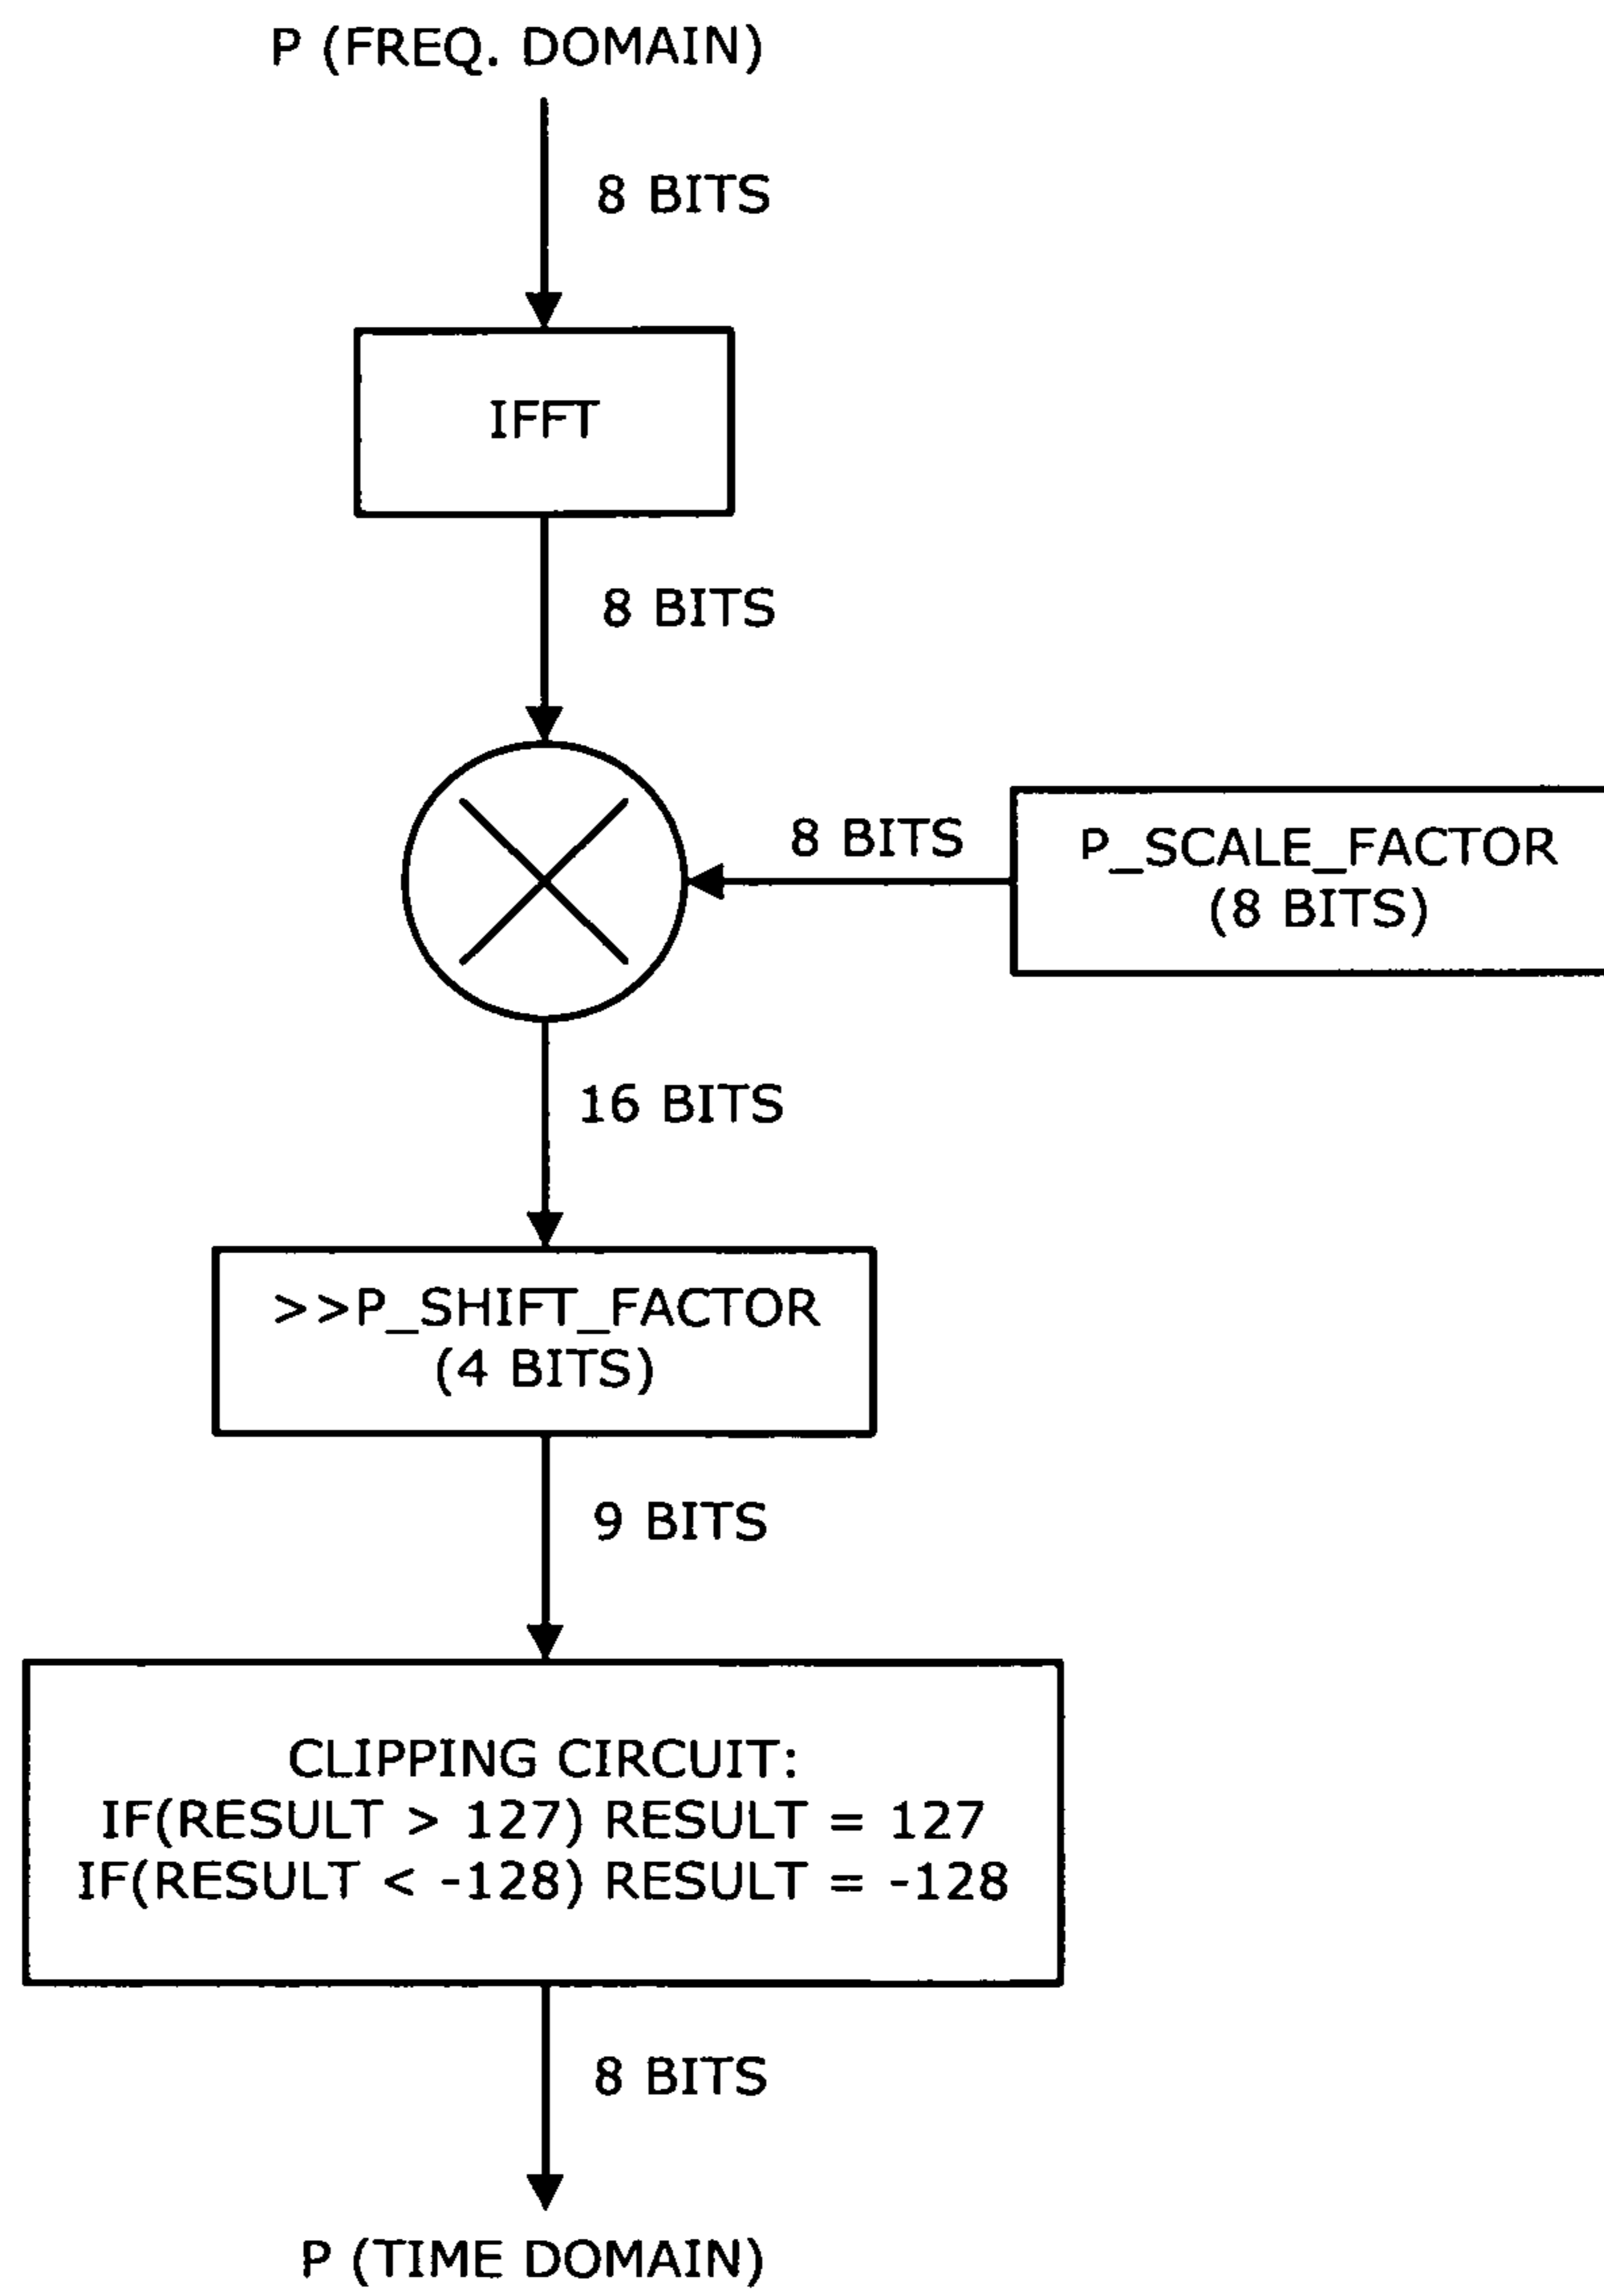 P (FREQ. DOMAIN)
8 BITS
IFFT
8 BITS
8 BITS
P_SCALE_FACTOR
(8 BITS)
16 BITS
>>P_SHIFT_FACTOR
(4 BITS)
9 BITS
CLIPPING CIRCUIT:
IF(RESULT > 127) RESULT = 127
IF(RESULT < -128) RESULT = -128
8 BITS
P (TIME DOMAIN)